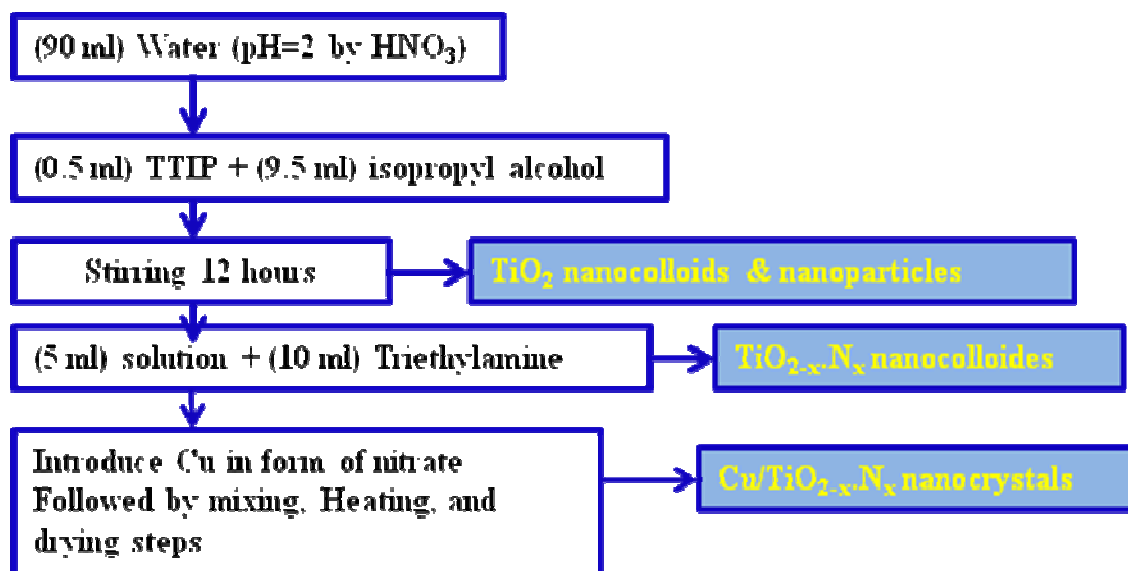 (90 ml) Water (pH=2 by HNO₃)
(0.5 ml) TTIP + (9.5 ml) isopropyl alcohol
Stirring 12 hours
TiO₂ nanocolloids & nanoparticles
(5 ml) solution + (10 ml) Triethylamine
TiO₂₋ₓ.Nₓ nanocolloides
Introduce Cu in form of nitrate
Followed by mixing, Heating, and
drying steps
Cu/TiO₂₋ₓ.Nₓ nanocrystals